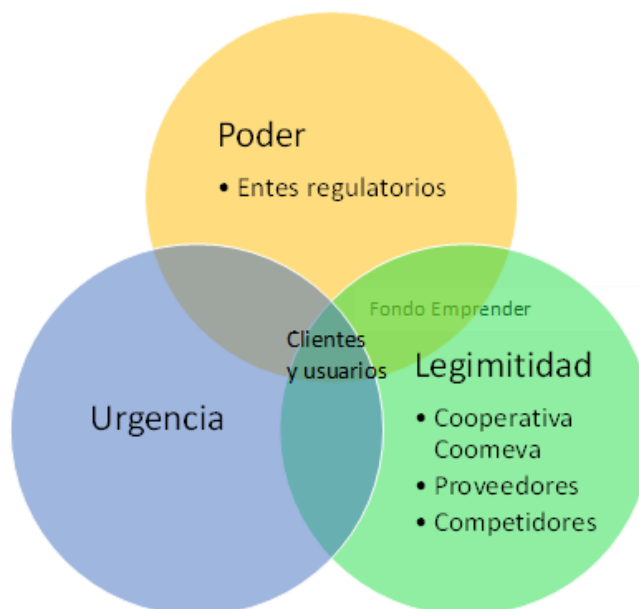 Poder
• Entes regulatorios
Fondo Emprender
Clientes
y usuarios
Legimitidad
Urgencia
• Cooperativa
Coomeva
• Proveedores
• Competidores